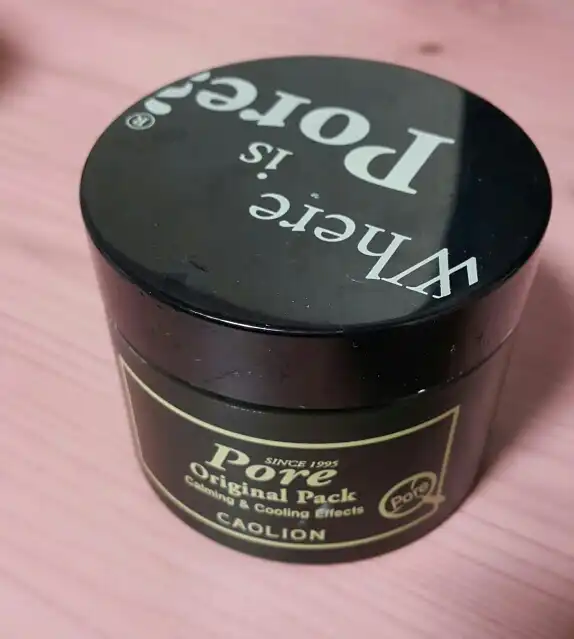 Where
is
Pore?
®
Pore
SINCE 1995
Original Pack
Calming & Cooling Effects
CAOLION
Pore